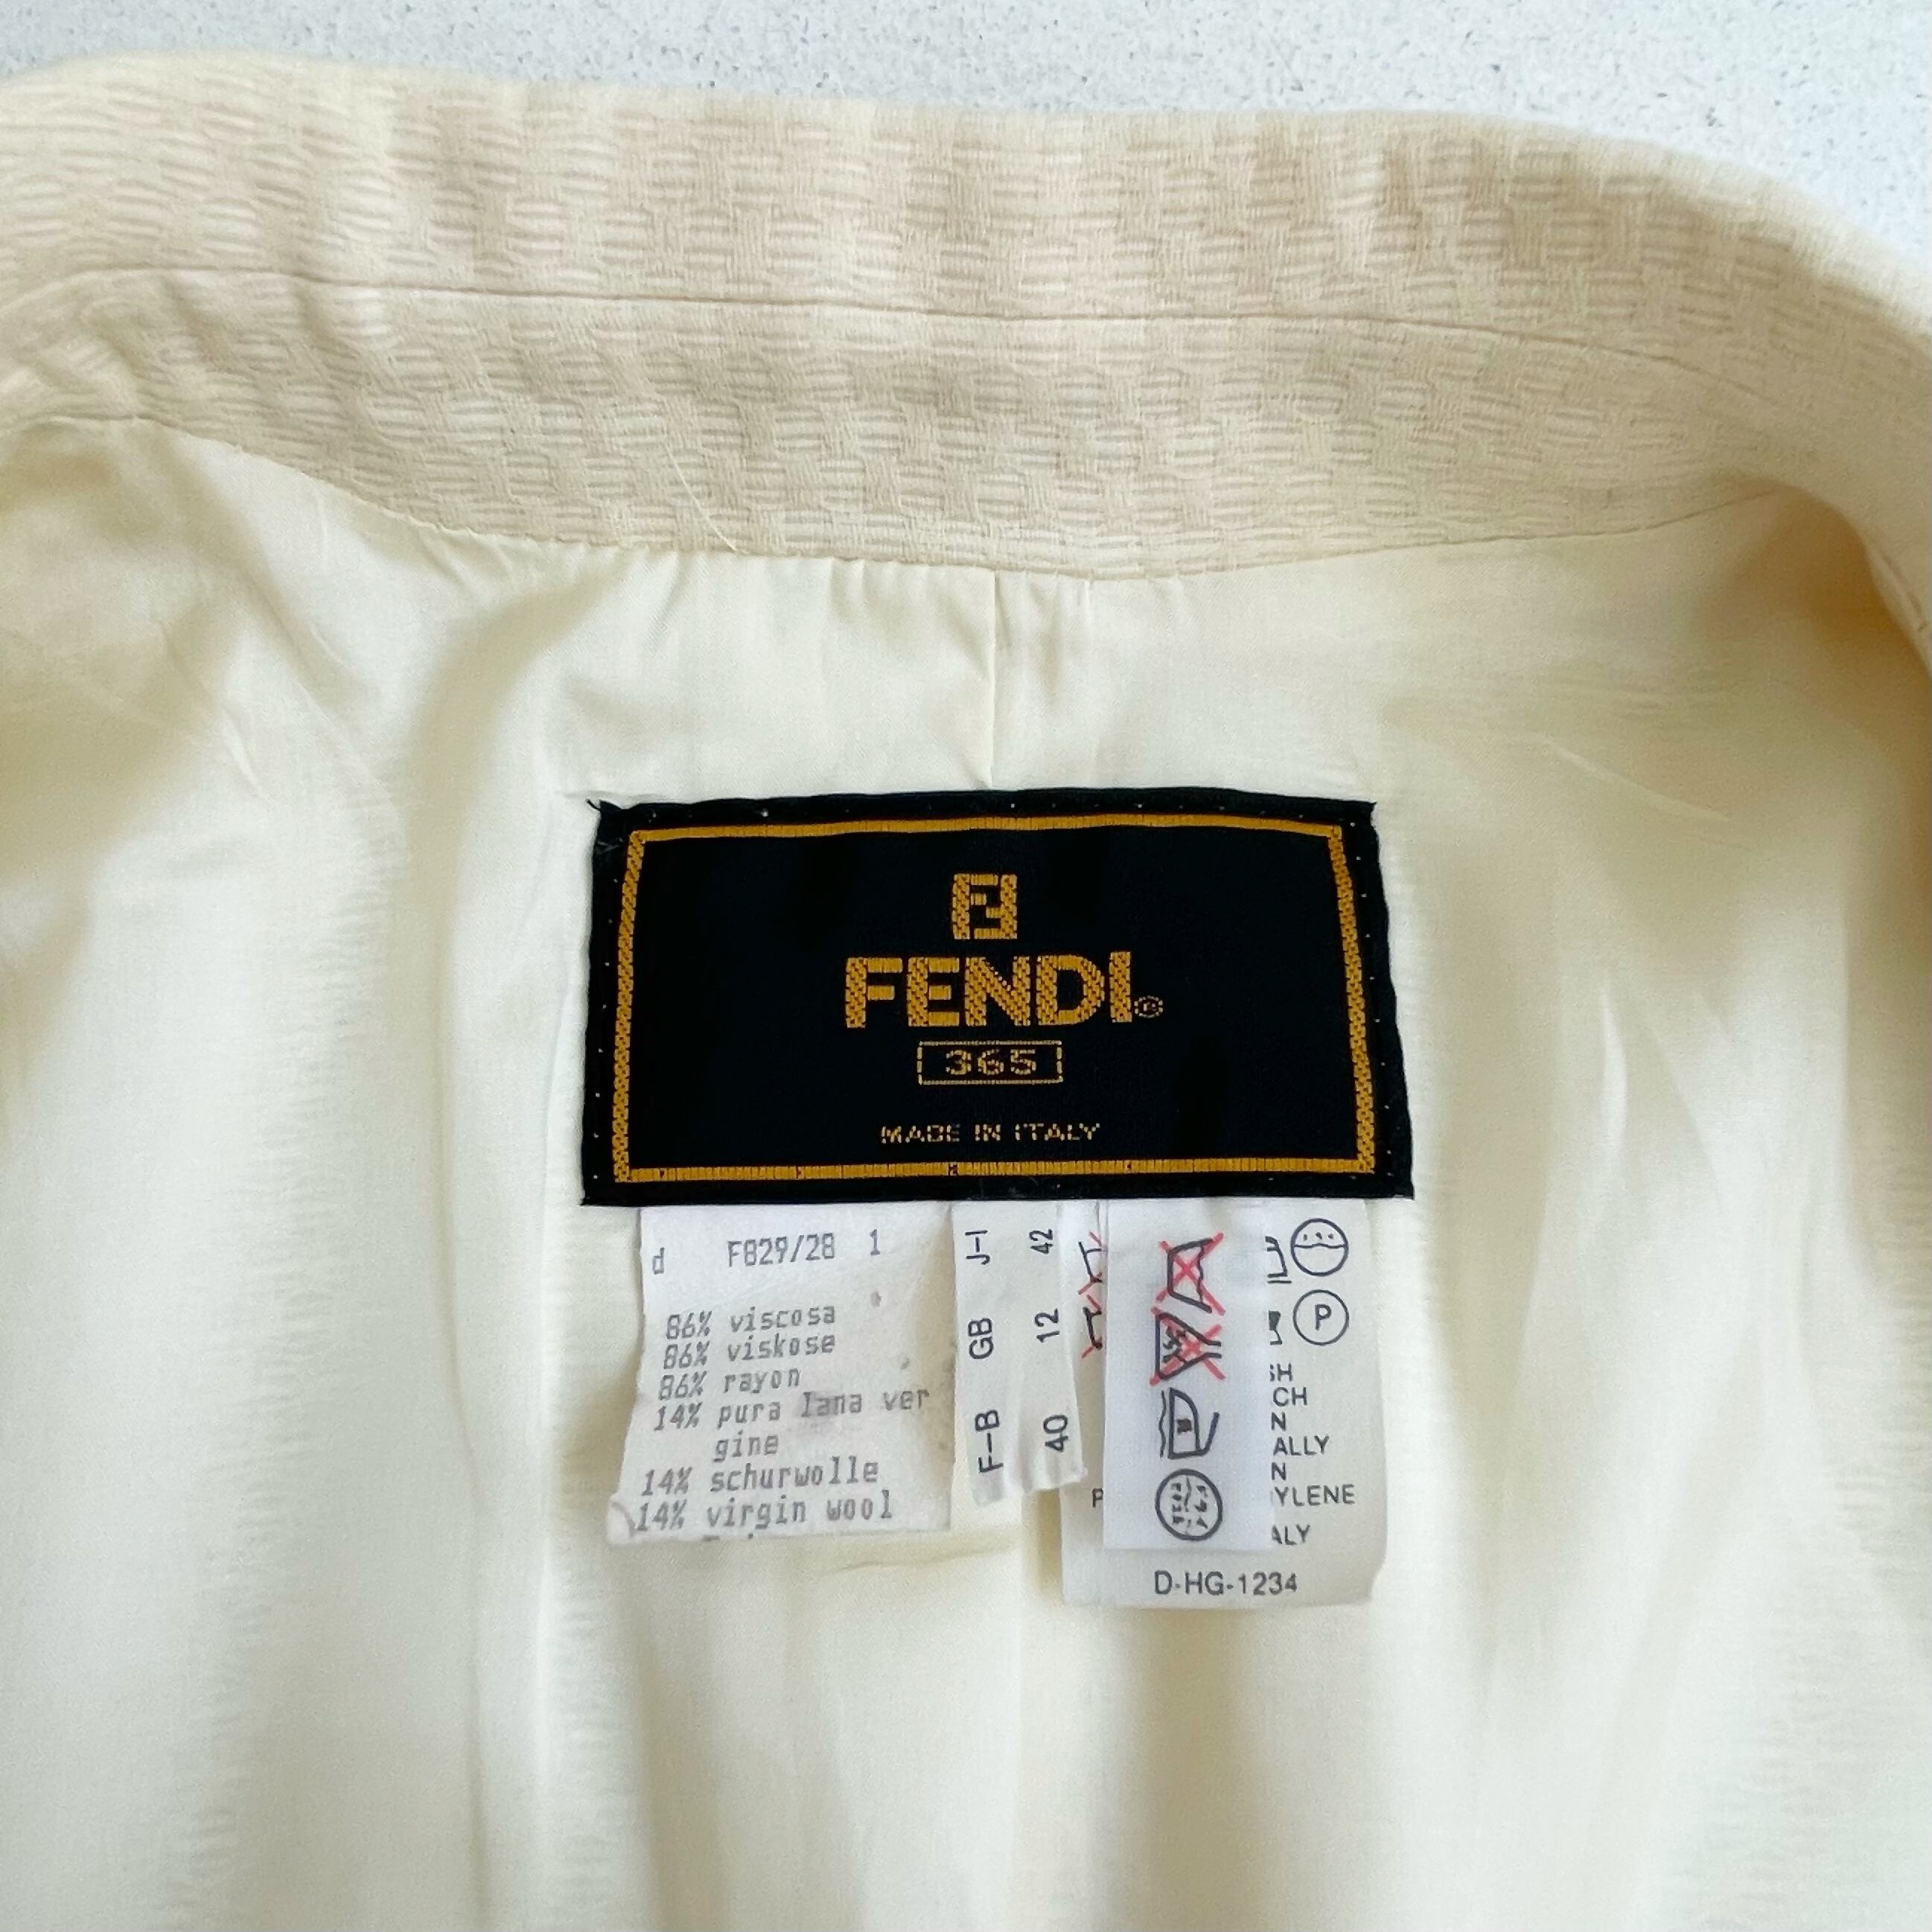 FENDI®
365
MADE IN ITALY
d F829/28 1
86% viscosa
86% viskose
86% rayon
14% pura lana ver
gine
14% schurwolle
14% virgin wool
J-I 42
GB 12
F-B 40
P
P
CH
N
ALLY
N
YLENE
ALY
D-HG-1234